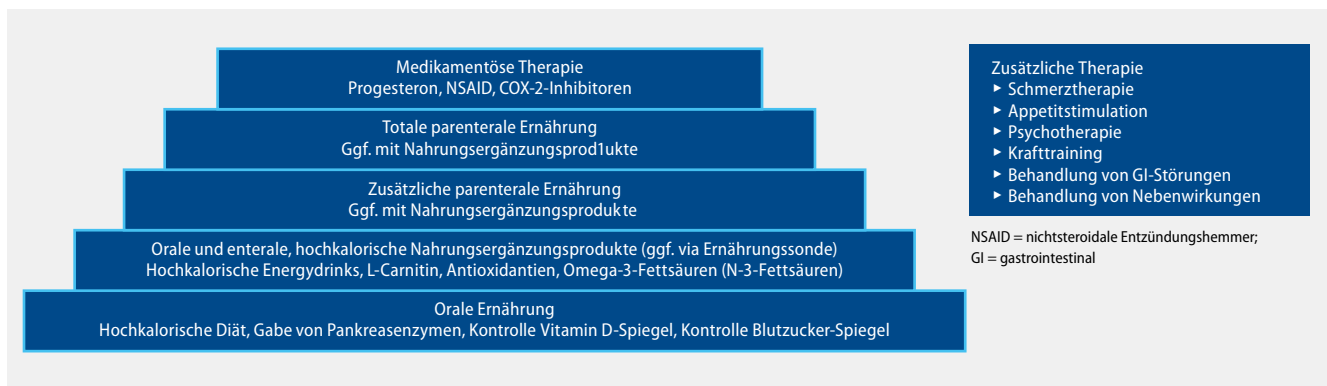 Medikamentöse Therapie
Progesteron, NSAID, COX-2-Inhibitoren
Totale parenterale Ernährung
Ggf. mit Nahrungsergänzungsprod1ukte
Zusätzliche parenterale Ernährung
Ggf. mit Nahrungsergänzungsprodukte
Orale und enterale, hochkalorische Nahrungsergänzungsprodukte (ggf. via Ernährungssonde)
Hochkalorische Energydrinks, L-Carnitin, Antioxidantien, Omega-3-Fettsäuren (N-3-Fettsäuren)
Orale Ernährung
Hochkalorische Diät, Gabe von Pankreasenzymen, Kontrolle Vitamin D-Spiegel, Kontrolle Blutzucker-Spiegel
Zusätzliche Therapie
▸ Schmerztherapie
▸ Appetitstimulation
▸ Psychotherapie
▸ Krafttraining
▸ Behandlung von GI-Störungen
▸ Behandlung von Nebenwirkungen
NSAID = nichtsteroidale Entzündungshemmer;
GI = gastrointestinal